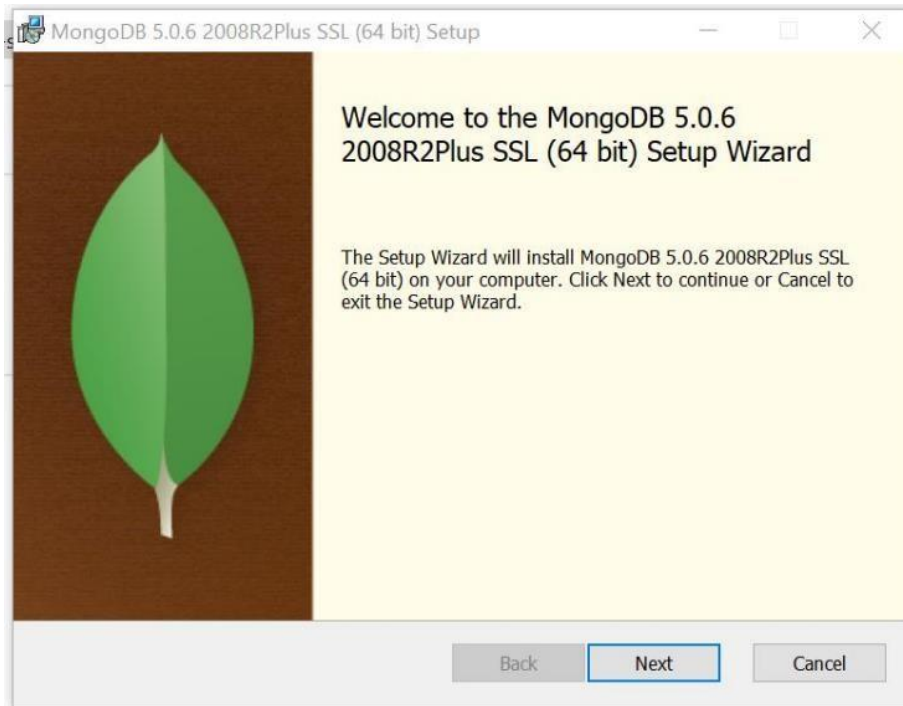 MongoDB 5.0.6 2008R2Plus SSL (64 bit) Setup
Welcome to the MongoDB 5.0.6
2008R2Plus SSL (64 bit) Setup Wizard
The Setup Wizard will install MongoDB 5.0.6 2008R2Plus SSL
(64 bit) on your computer. Click Next to continue or Cancel to
exit the Setup Wizard.
Back Next Cancel